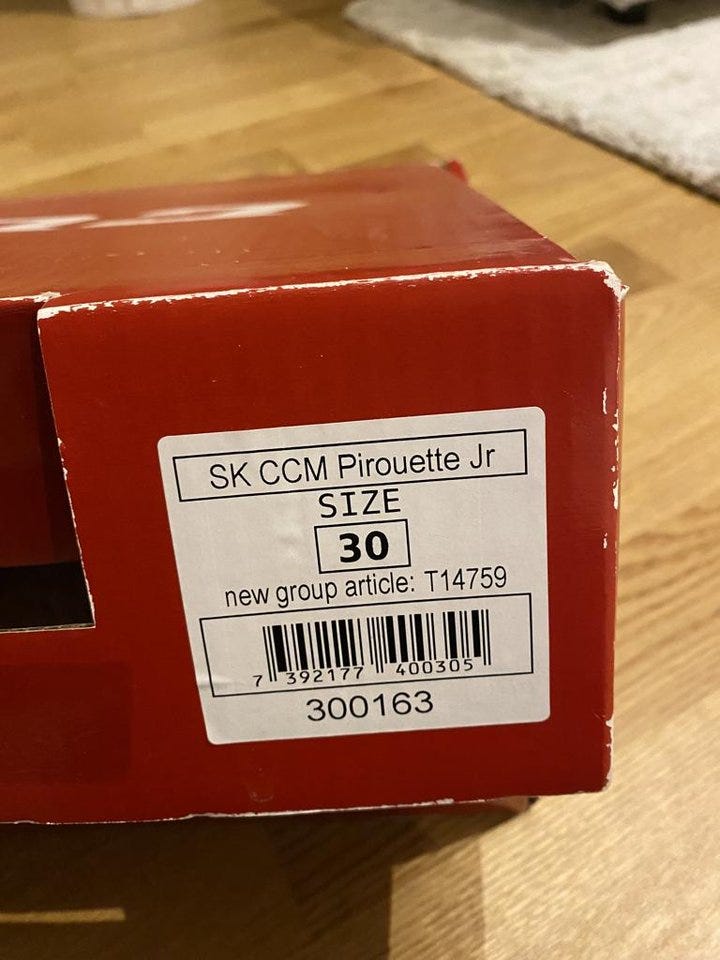 SK CCM Pirouette Jr
SIZE
30
new group article: T14759
7 392177 400305
300163